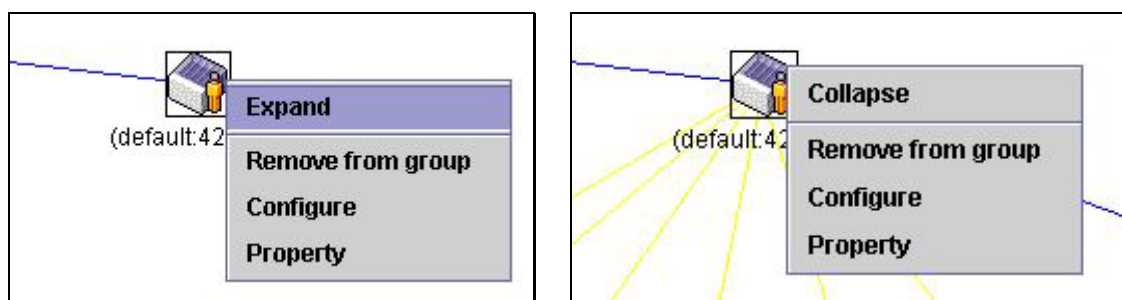 Expand
(default:42
Remove from group
Configure
Property
Collapse
(default:42
Remove from group
Configure
Property